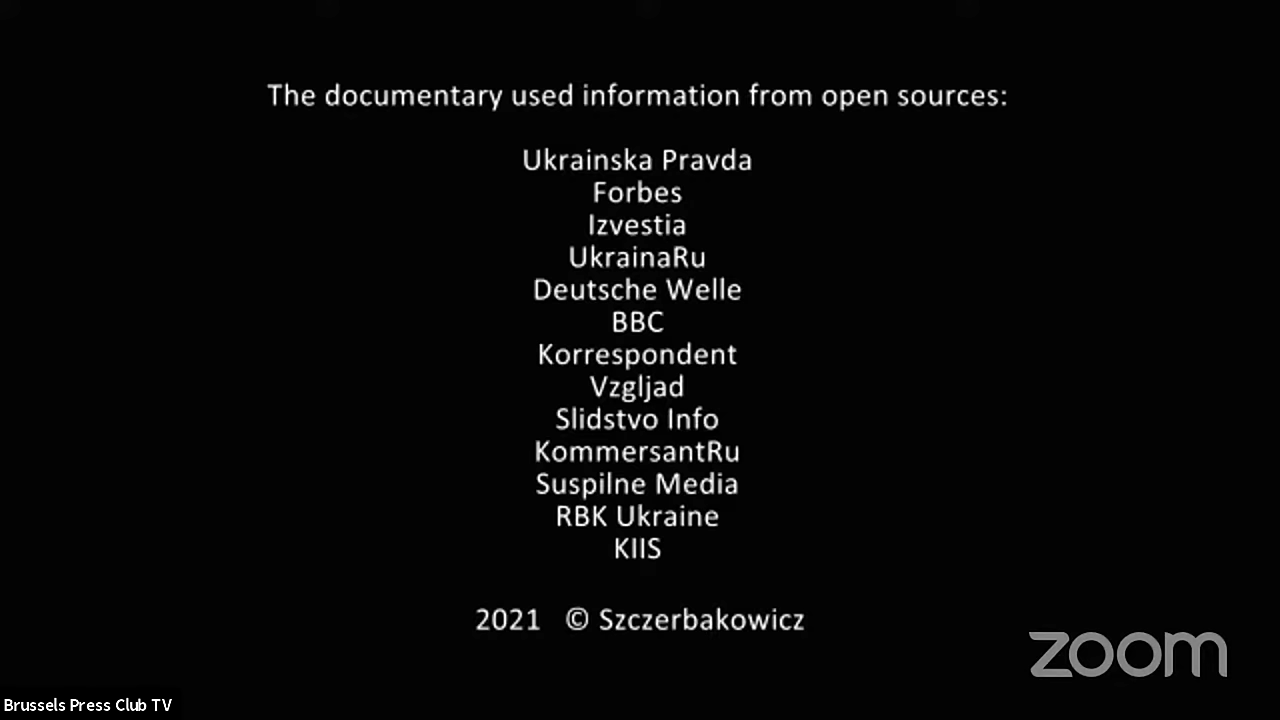 The documentary used information from open sources:
Ukrainska Pravda
Forbes
Izvestia
UkrainaRu
Deutsche Welle
BBC
Korrespondent
Vzgljad
Slidstvo Info
KommersantRu
Suspilne Media
RBK Ukraine
KIIS
2021 © Szczerbakowicz
zoom
Brussels Press Club TV